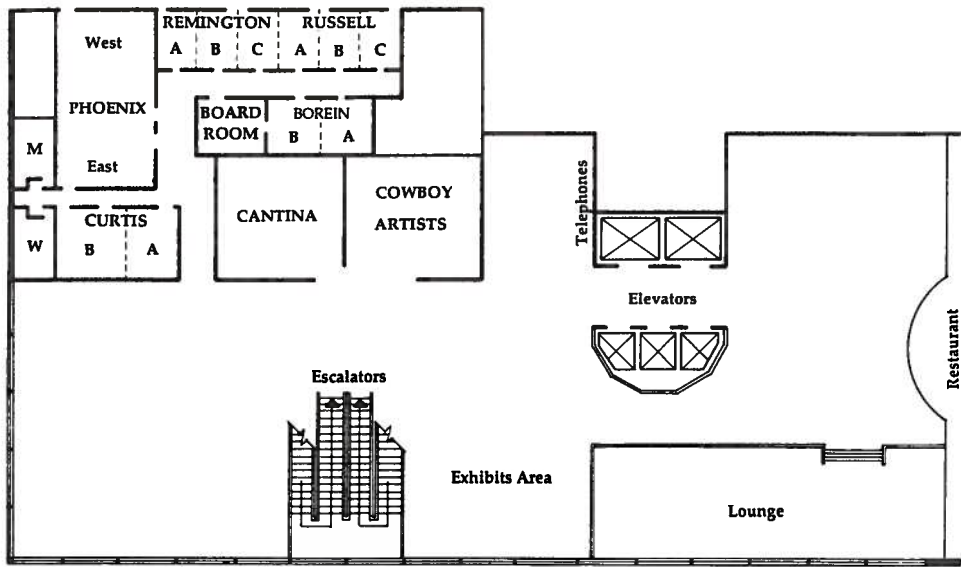 REMINGTON RUSSELL
A B C A B C
West
PHOENIX
East
BOARD
ROOM
BOREIN
B A
M
W
CURTIS
B A
CANTINA
COWBOY
ARTISTS
Telephones
Elevators
Restaurant
Escalators
Exhibits Area
Lounge